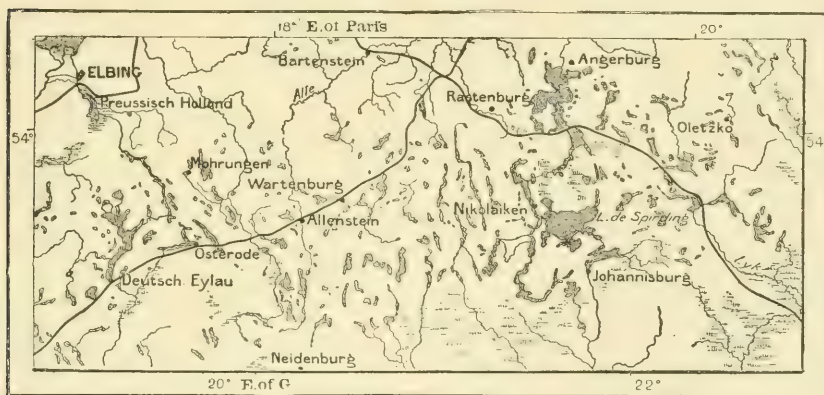 18° E. of Paris
20°
ELBING
Bartenstein
Angerburg
Alle
Preussisch Holland
Rastenburg
Oletzko
54°
54°
Mohrungen
Wartenburg
Nikolaiken
L. de Spirding
Allenstein
Osterode
Deutsch Eylau
Johannisburg
Lyk
Neidenburg
20° E. of G
22°